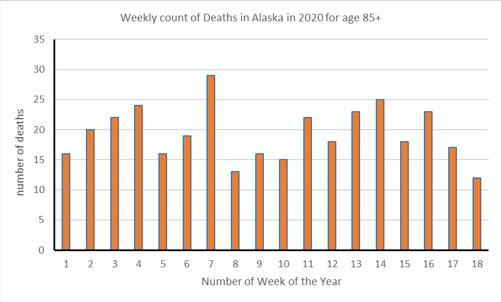 Weekly count of Deaths in Alaska in 2020 for age 85+
35
30
25
20
15
10
5
0
number of deaths
1 2 3 4 5 6 7 8 9 10 11 12 13 14 15 16 17 18
Number of Week of the Year